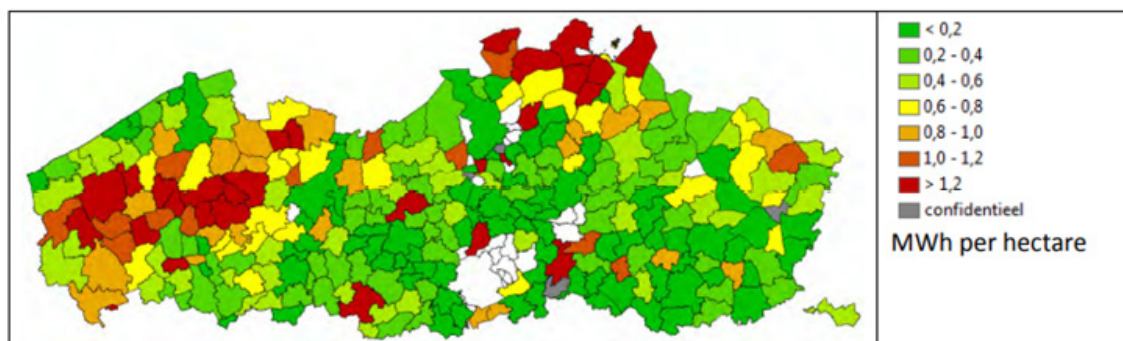 < 0,2
0,2 - 0,4
0,4 - 0,6
0,6 - 0,8
0,8 - 1,0
1,0 - 1,2
> 1,2
confidentieel
MWh per hectare